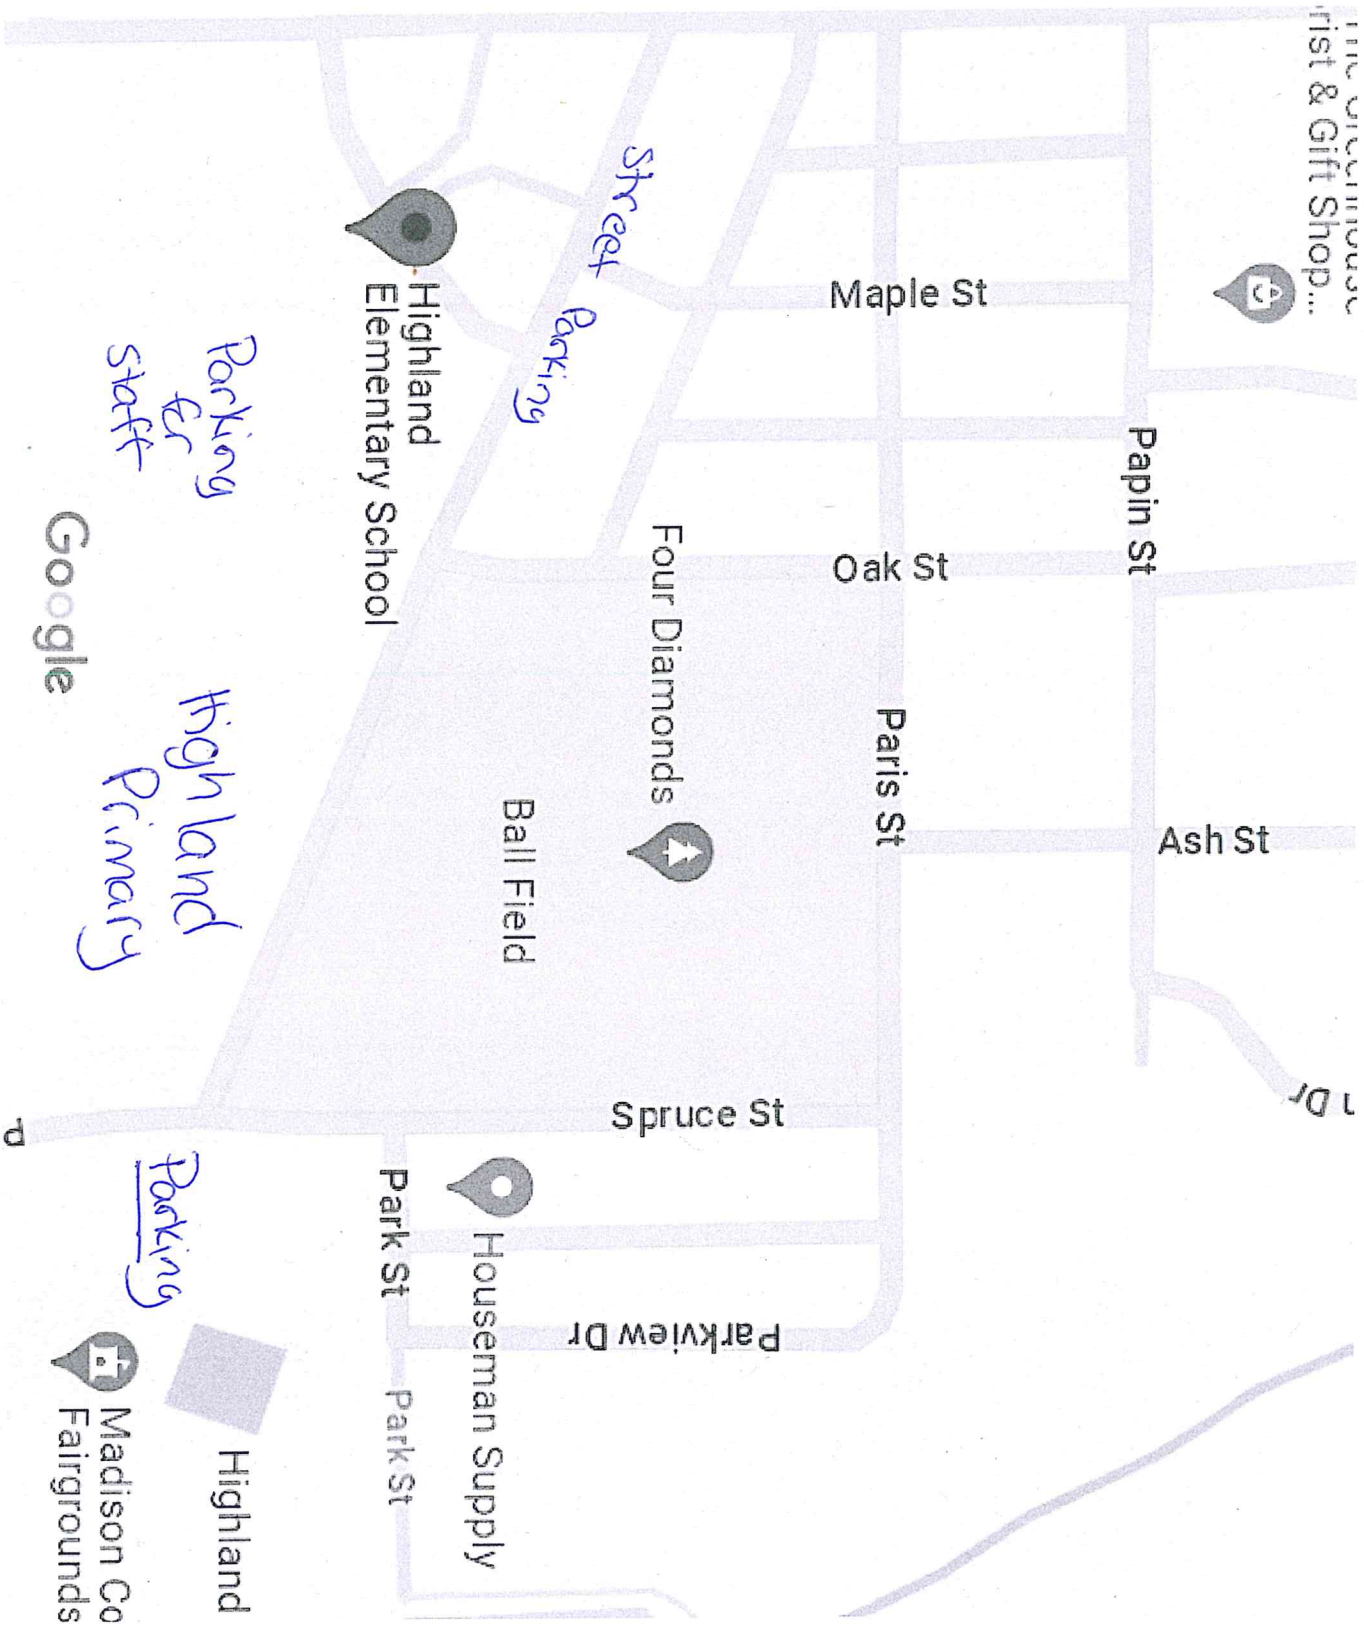 rist & Gift Shop...
n Dr
Ash St
Papin St
Maple St
Oak St
Paris St
Four Diamonds
Spruce St
Parkview Dr
Street Parking
Ball Field
Houseman Supply
Highland
Elementary School
Park St
Park St
Parking
for
staff
Highland
Primary
Parking
Highland
Madison Co
Fairgrounds
Google
P